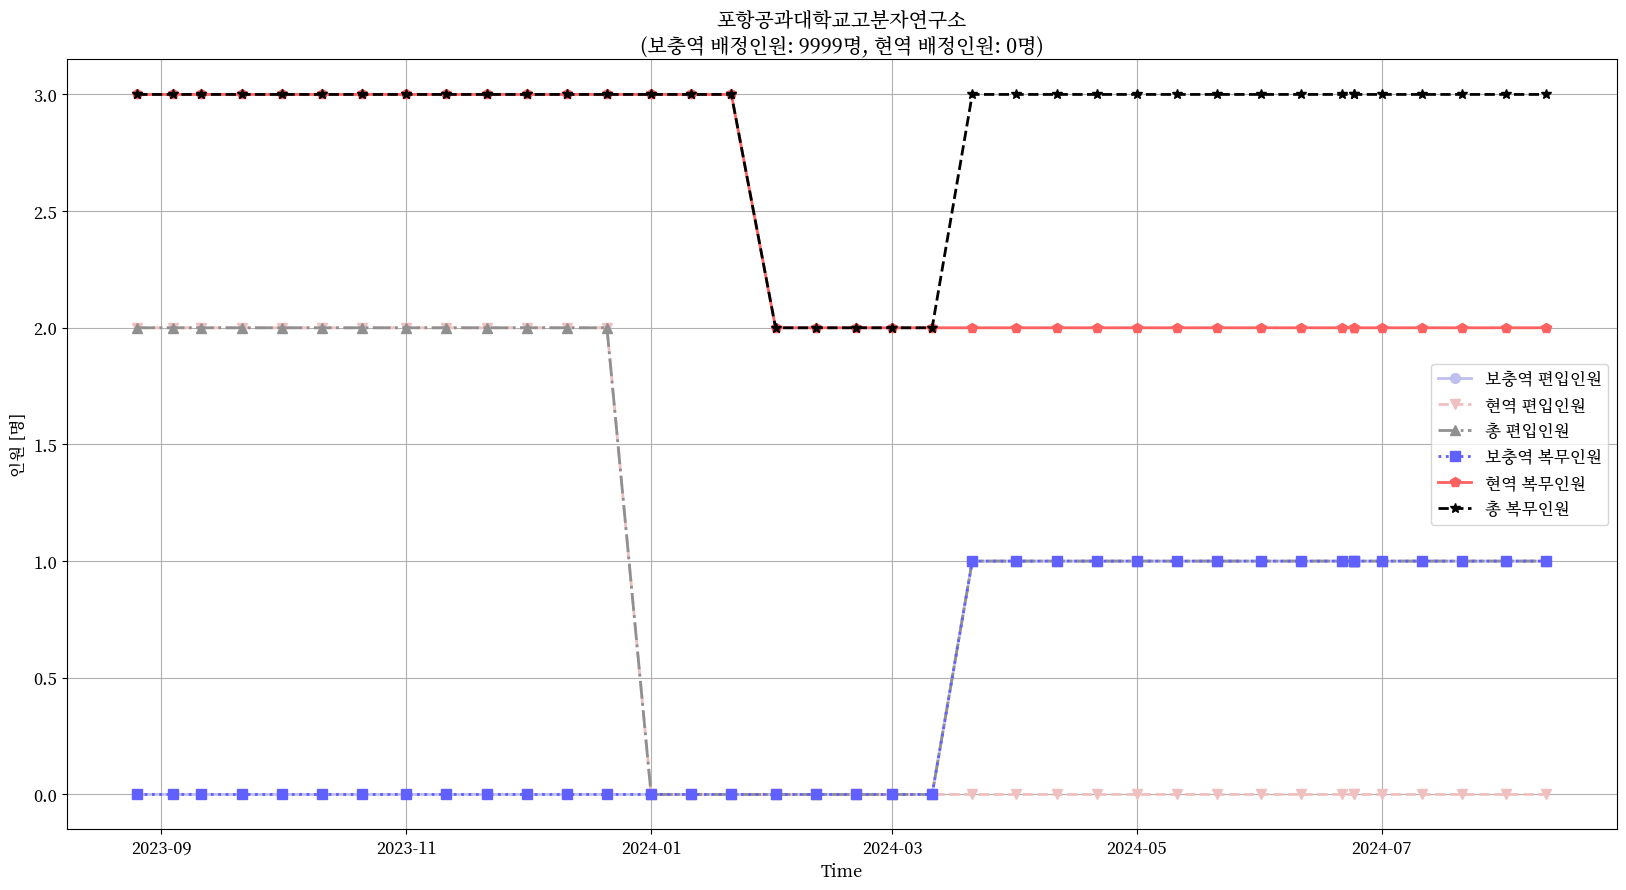 포항공과대학교고분자연구소
(보충역 배정인원: 9999명, 현역 배정인원: 0명)
3.0
2.5
2.0
1.5
1.0
0.5
0.0
인원 [명]
보충역 편입인원
현역 편입인원
총 편입인원
보충역 복무인원
현역 복무인원
총 복무인원
2023-09
2023-11
2024-01
2024-03
2024-05
2024-07
Time